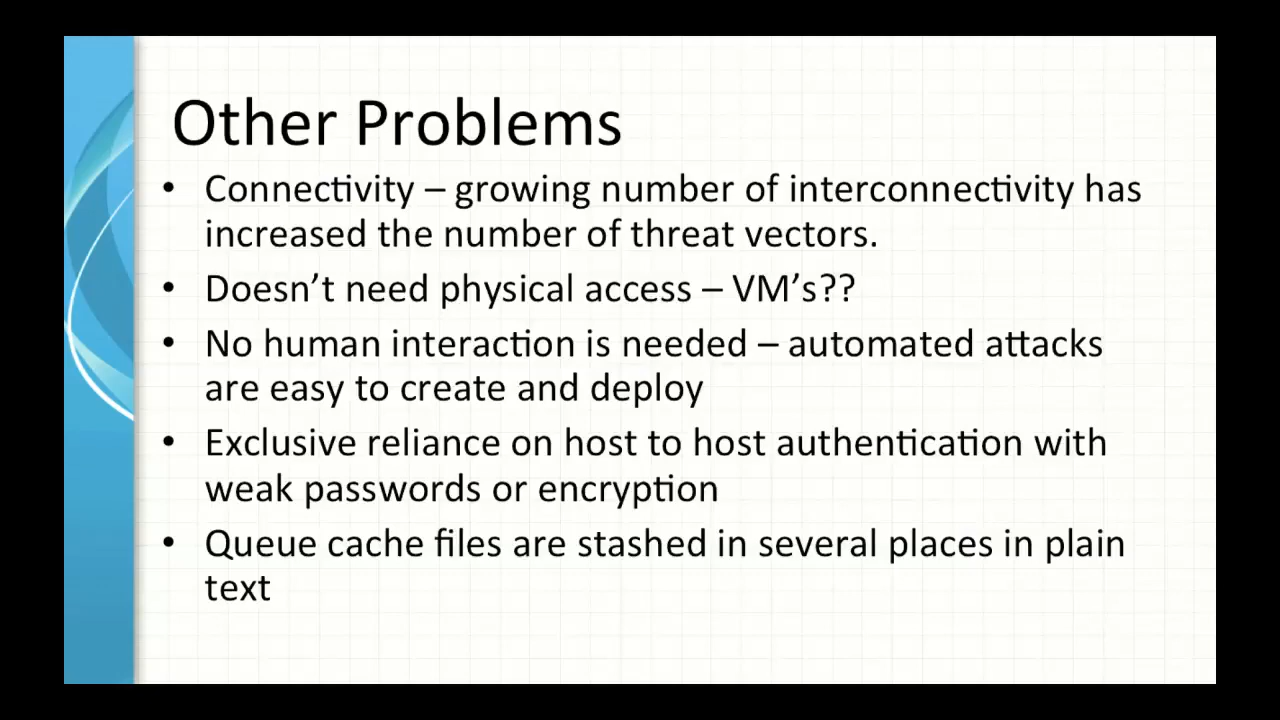 Other Problems
• Connectivity – growing number of interconnectivity has
increased the number of threat vectors.
• Doesn’t need physical access – VM’s??
• No human interaction is needed – automated attacks
are easy to create and deploy
• Exclusive reliance on host to host authentication with
weak passwords or encryption
• Queue cache files are stashed in several places in plain
text